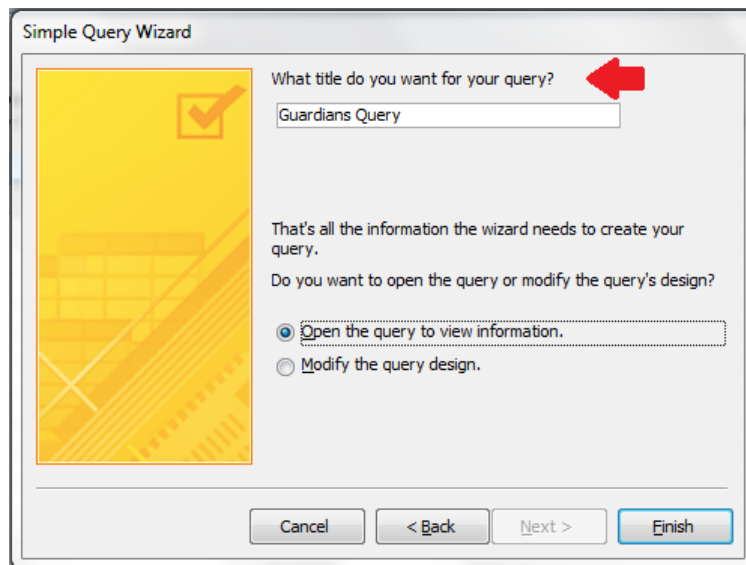 Simple Query Wizard
What title do you want for your query?
Guardians Query
That's all the information the wizard needs to create your
query.
Do you want to open the query or modify the query's design?
Open the query to view information.
Modify the query design.
Cancel
< Back
Next >
Finish